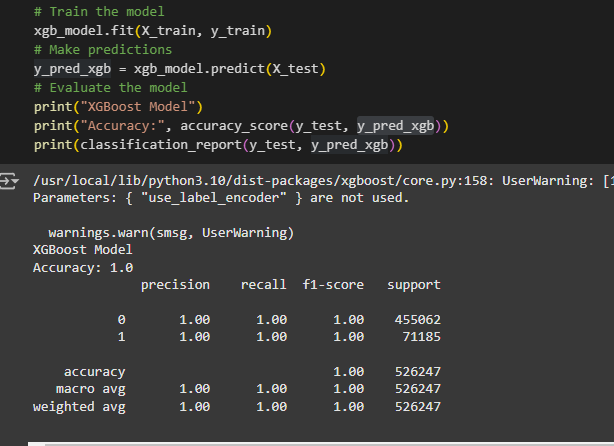 # Train the model
xgb_model.fit(X_train, y_train)
# Make predictions
y_pred_xgb = xgb_model.predict(X_test)
# Evaluate the model
print("XGBoost Model")
print("Accuracy:", accuracy_score(y_test, y_pred_xgb))
print(classification_report(y_test, y_pred_xgb))
/usr/local/lib/python3.10/dist-packages/xgboost/core.py:158: UserWarning: [
Parameters: { "use_label_encoder" } are not used.
warnings.warn(smsg, UserWarning)
XGBoost Model
Accuracy: 1.0
precision recall f1-score support
0 1.00 1.00 1.00 455062
1 1.00 1.00 1.00 71185
accuracy 1.00 526247
macro avg 1.00 1.00 1.00 526247
weighted avg 1.00 1.00 1.00 526247